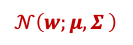 𝒩(𝒘; 𝝁, 𝜮)